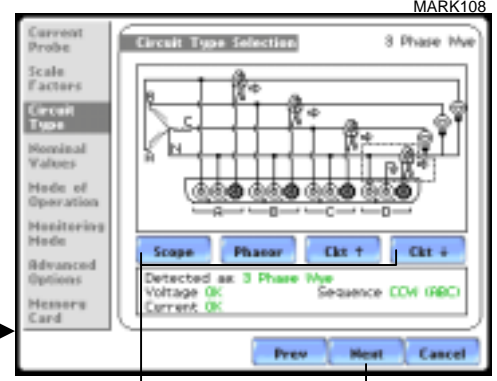 MARK108
Current
Probe
Scale
Factors
Circuit
Type
Nominal
Values
Mode of
Operation
Monitoring
Mode
Advanced
Options
Memory
Card
Circuit Type Selection
3 Phase Wye
B
C
A
N
A B C D
Scope Phasor Ckt ↑ Ckt ↓
Detected as: 3 Phase Wye
Voltage OK Sequence CCW (ABC)
Current OK
Prev Next Cancel